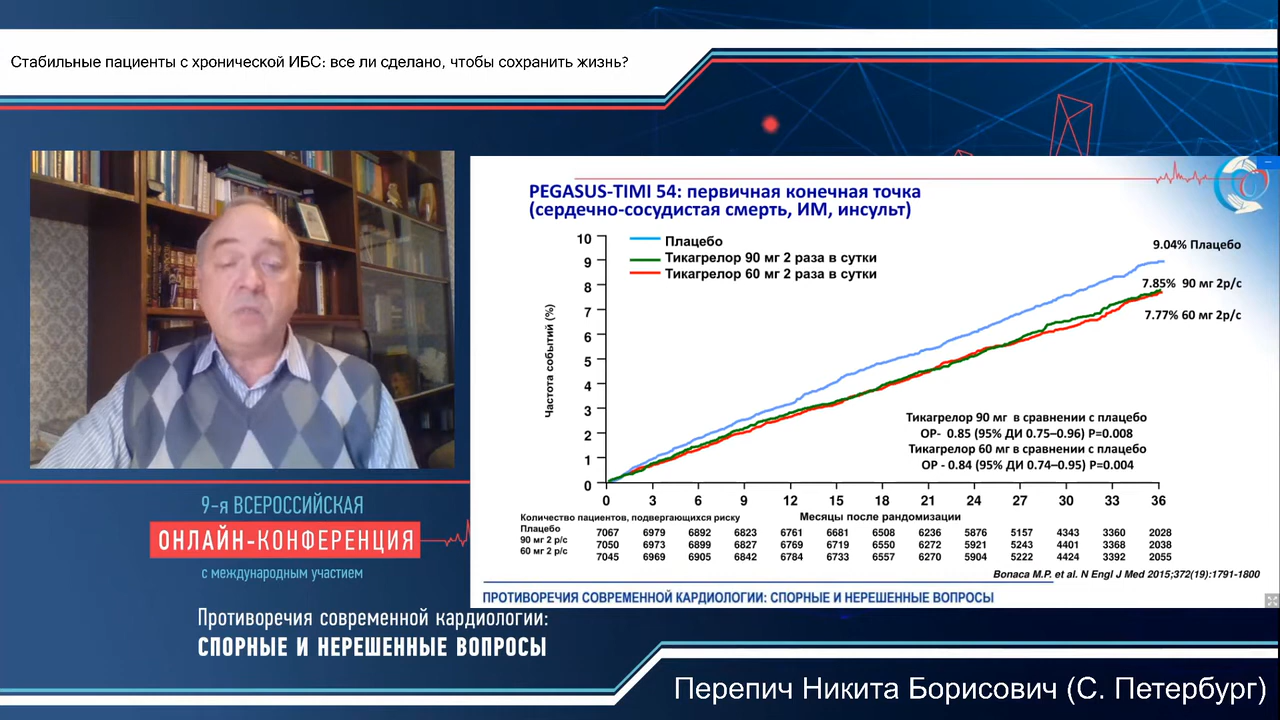 Стабильные пациенты с хронической ИБС: все ли сделано, чтобы сохранить жизнь?
PEGASUS-TIMI 54: первичная конечная точка
(сердечно-сосудистая смерть, ИМ, инсульт)
Плацебо
Тикагрелор 90 мг 2 раза в сутки
Тикагрелор 60 мг 2 раза в сутки
9.04% Плацебо
7.85% 90 мг 2р/с
7.77% 60 мг 2р/с
Частота событий (%)
10
9
8
7
6
5
4
3
2
1
0
Тикагрелор 90 мг в сравнении с плацебо
ОР- 0.85 (95% ДИ 0.75–0.96) P=0.008
Тикагрелор 60 мг в сравнении с плацебо
ОР - 0.84 (95% ДИ 0.74–0.95) P=0.004
0 3 6 9 12 15 18 21 24 27 30 33 36
Количество пациентов, подвергающихся риску
Месяцы после рандомизации
Плацебо 7067 6979 6892 6823 6761 6681 6508 6236 5876 5157 4343 3360 2028
90 мг 2 р/с 7050 6973 6899 6827 6769 6719 6550 6272 5921 5243 4401 3368 2038
60 мг 2 р/с 7045 6969 6905 6842 6784 6733 6557 6270 5904 5222 4424 3392 2055
Bonaca M.P. et al. N Engl J Med 2015;372(19):1791-1800
ПРОТИВОРЕЧИЯ СОВРЕМЕННОЙ КАРДИОЛОГИИ: СПОРНЫЕ И НЕРЕШЕННЫЕ ВОПРОСЫ
9-я ВСЕРОССИЙСКАЯ
ОНЛАЙН-КОНФЕРЕНЦИЯ
с международным участием
Противоречия современной кардиологии:
СПОРНЫЕ И НЕРЕШЕННЫЕ ВОПРОСЫ
Перепич Никита Борисович (С. Петербург)